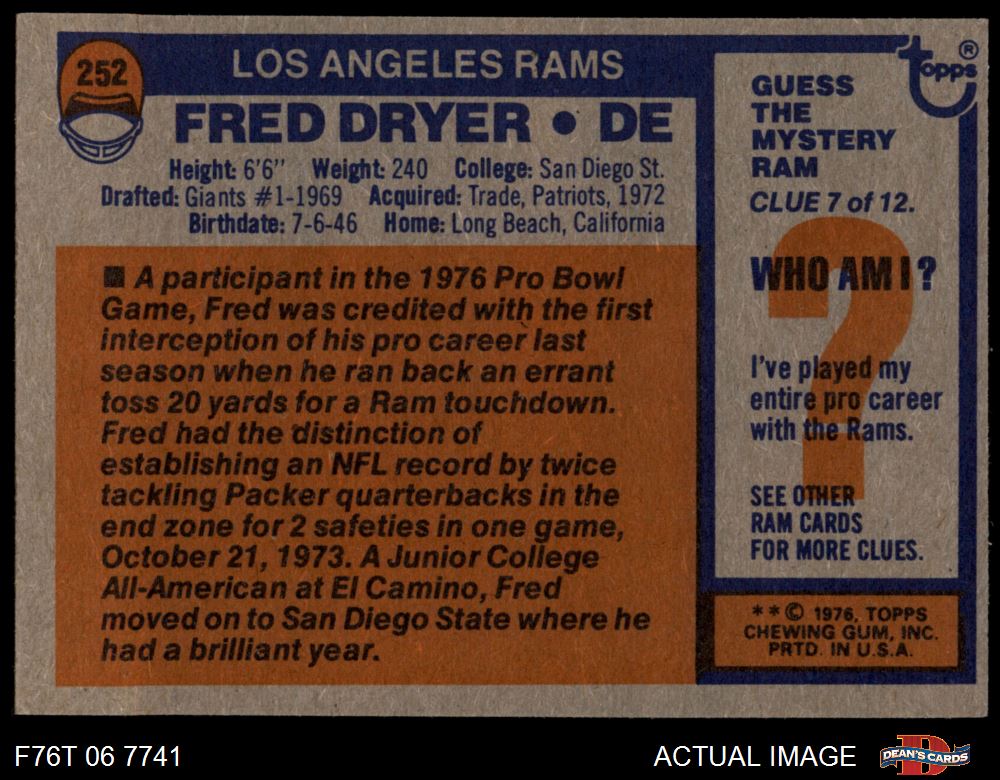 252
LOS ANGELES RAMS
FRED DRYER • DE
Height: 6'6" Weight: 240 College: San Diego St.
Drafted: Giants #1-1969 Acquired: Trade, Patriots, 1972
Birthdate: 7-6-46 Home: Long Beach, California
■ A participant in the 1976 Pro Bowl
Game, Fred was credited with the first
interception of his pro career last
season when he ran back an errant
toss 20 yards for a Ram touchdown.
Fred had the distinction of
establishing an NFL record by twice
tackling Packer quarterbacks in the
end zone for 2 safeties in one game,
October 21, 1973. A Junior College
All-American at El Camino, Fred
moved on to San Diego State where he
had a brilliant year.
Topps ®
GUESS
THE
MYSTERY
RAM
CLUE 7 of 12.
?
WHO AM I?
I've played my
entire pro career
with the Rams.
SEE OTHER
RAM CARDS
FOR MORE CLUES.
**© 1976, TOPPS
CHEWING GUM, INC.
PRTD. IN U.S.A.
F76T 06 7741
ACTUAL IMAGE
D
DEAN'S CARDS